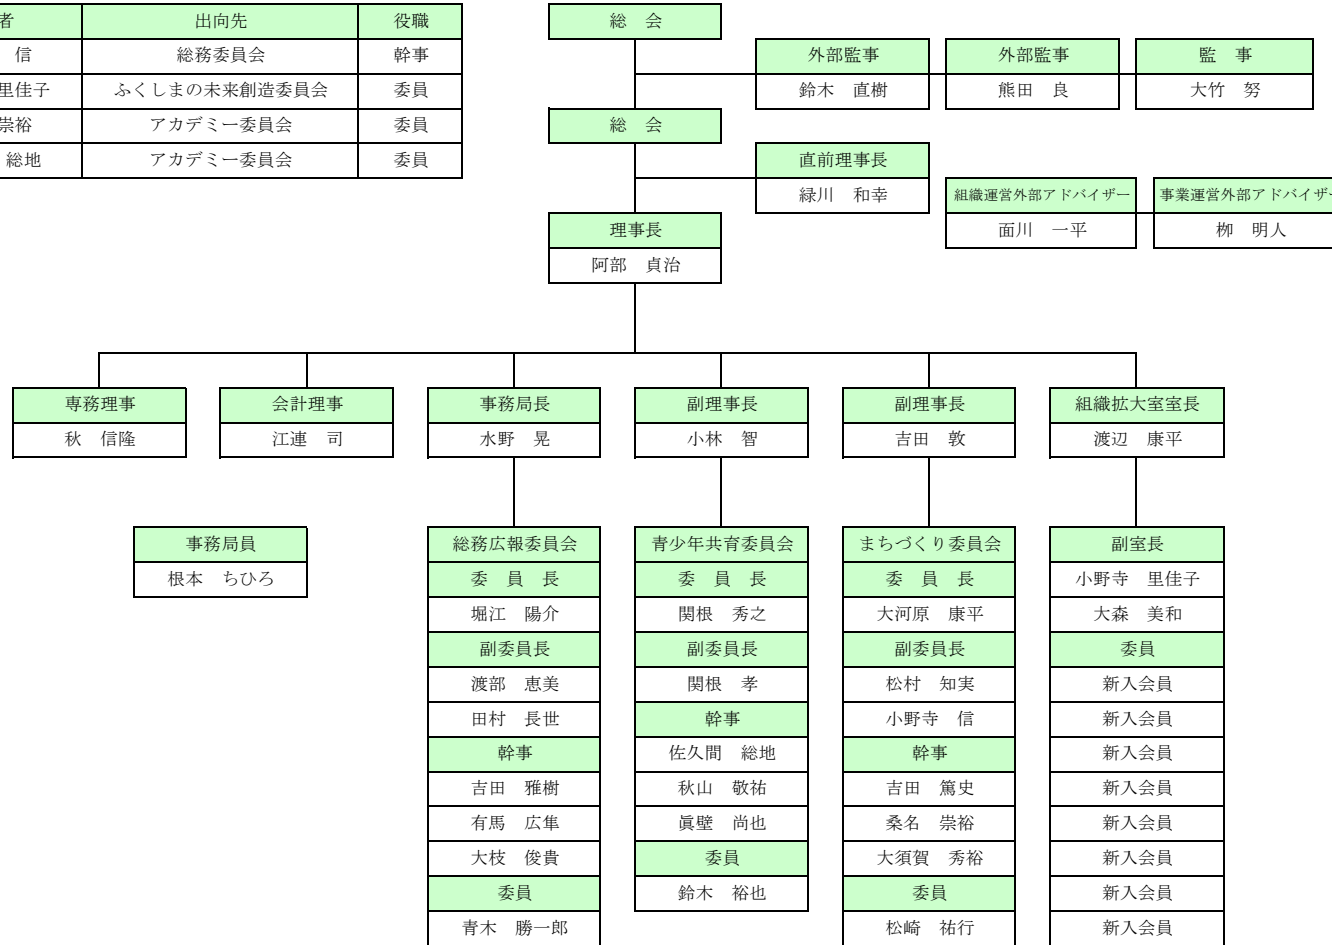 者　出向先　役職
信　総務委員会　幹事
里佳子　ふくしまの未来創造委員会　委員
崇裕　アカデミー委員会　委員
総地　アカデミー委員会　委員
総　会
外部監事　外部監事　監　事
鈴木　直樹　熊田　良　大竹　努
総　会
直前理事長
緑川　和幸
組織運営外部アドバイザー　事業運営外部アドバイザー
面川　一平　栁　明人
理事長
阿部　貞治
専務理事　会計理事　事務局長　副理事長　副理事長　組織拡大室室長
秋　信隆　江連　司　水野　晃　小林　智　吉田　敦　渡辺　康平
事務局員
根本　ちひろ
総務広報委員会
委　員　長
堀江　陽介
副委員長
渡部　恵美
田村　長世
幹事
吉田　雅樹
有馬　広隼
大枝　俊貴
委員
青木　勝一郎
青少年共育委員会
委　員　長
関根　秀之
副委員長
関根　孝
幹事
佐久間　総地
秋山　敬祐
眞壁　尚也
委員
鈴木　裕也
まちづくり委員会
委　員　長
大河原　康平
副委員長
松村　知実
小野寺　信
幹事
吉田　篤史
桑名　崇裕
大須賀　秀裕
委員
松崎　祐行
副室長
小野寺　里佳子
大森　美和
委員
新入会員
新入会員
新入会員
新入会員
新入会員
新入会員
新入会員
新入会員